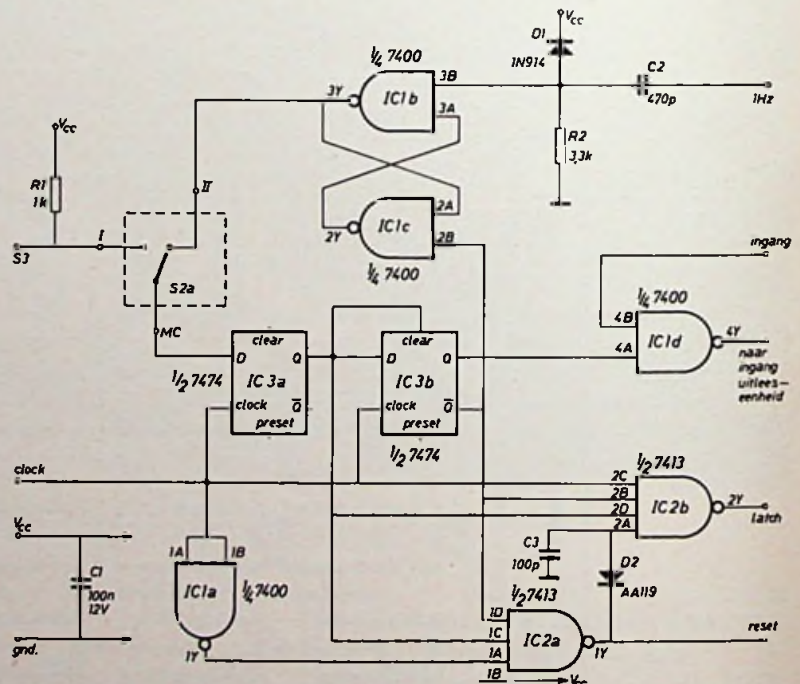 Vcc
D1
1N914
C2
470p
1Hz
R2
3,3k
1/4 7400
3Y
IC1b
3B
3A
Vcc
R1
1k
S3
I
II
S2a
MC
2Y
IC1c
2A
2B
1/4 7400
ingang
1/4 7400
4B
4A
IC1d
4Y
naar
ingang
uitlees-
eenheid
clear
D
Q
IC3a
clock
Q̅
preset
1/2 7474
clear
D
Q
IC3b
clock
Q̅
preset
1/2 7474
clock
1/2 7413
2C
2B
2D
2A
IC2b
2Y
latch
Vcc
C1
100n
12V
gnd.
1A
1B
IC1a
1/4 7400
1Y
C3
100p
D2
AA119
1/2 7413
1D
1C
1A
1B
IC2a
1Y
reset
Vcc